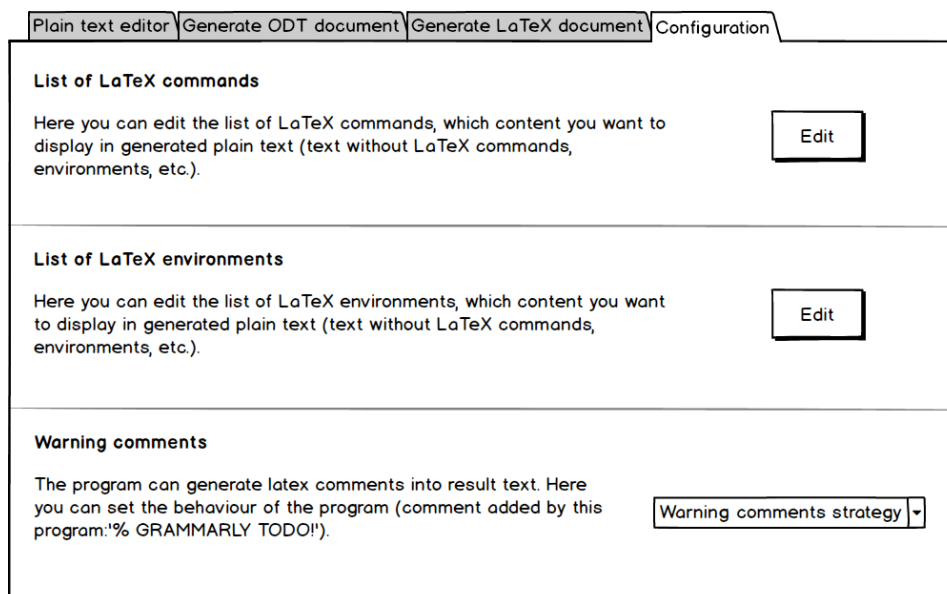 Plain text editor Generate ODT document Generate LaTeX document Configuration
List of LaTeX commands
Here you can edit the list of LaTeX commands, which content you want to
display in generated plain text (text without LaTeX commands,
environments, etc.).
Edit
List of LaTeX environments
Here you can edit the list of LaTeX environments, which content you want
to display in generated plain text (text without LaTeX commands,
environments, etc.).
Edit
Warning comments
The program can generate latex comments into result text. Here
you can set the behaviour of the program (comment added by this
program:'% GRAMMARLY TODO!').
Warning comments strategy